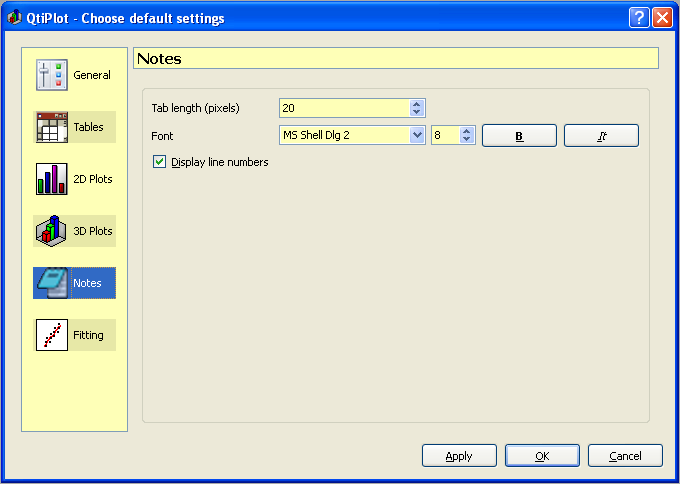 QtiPlot - Choose default settings
General
Tables
2D Plots
3D Plots
Notes
Fitting
Notes
Tab length (pixels) 20
Font MS Shell Dlg 2 8 B It
Display line numbers
Apply OK Cancel